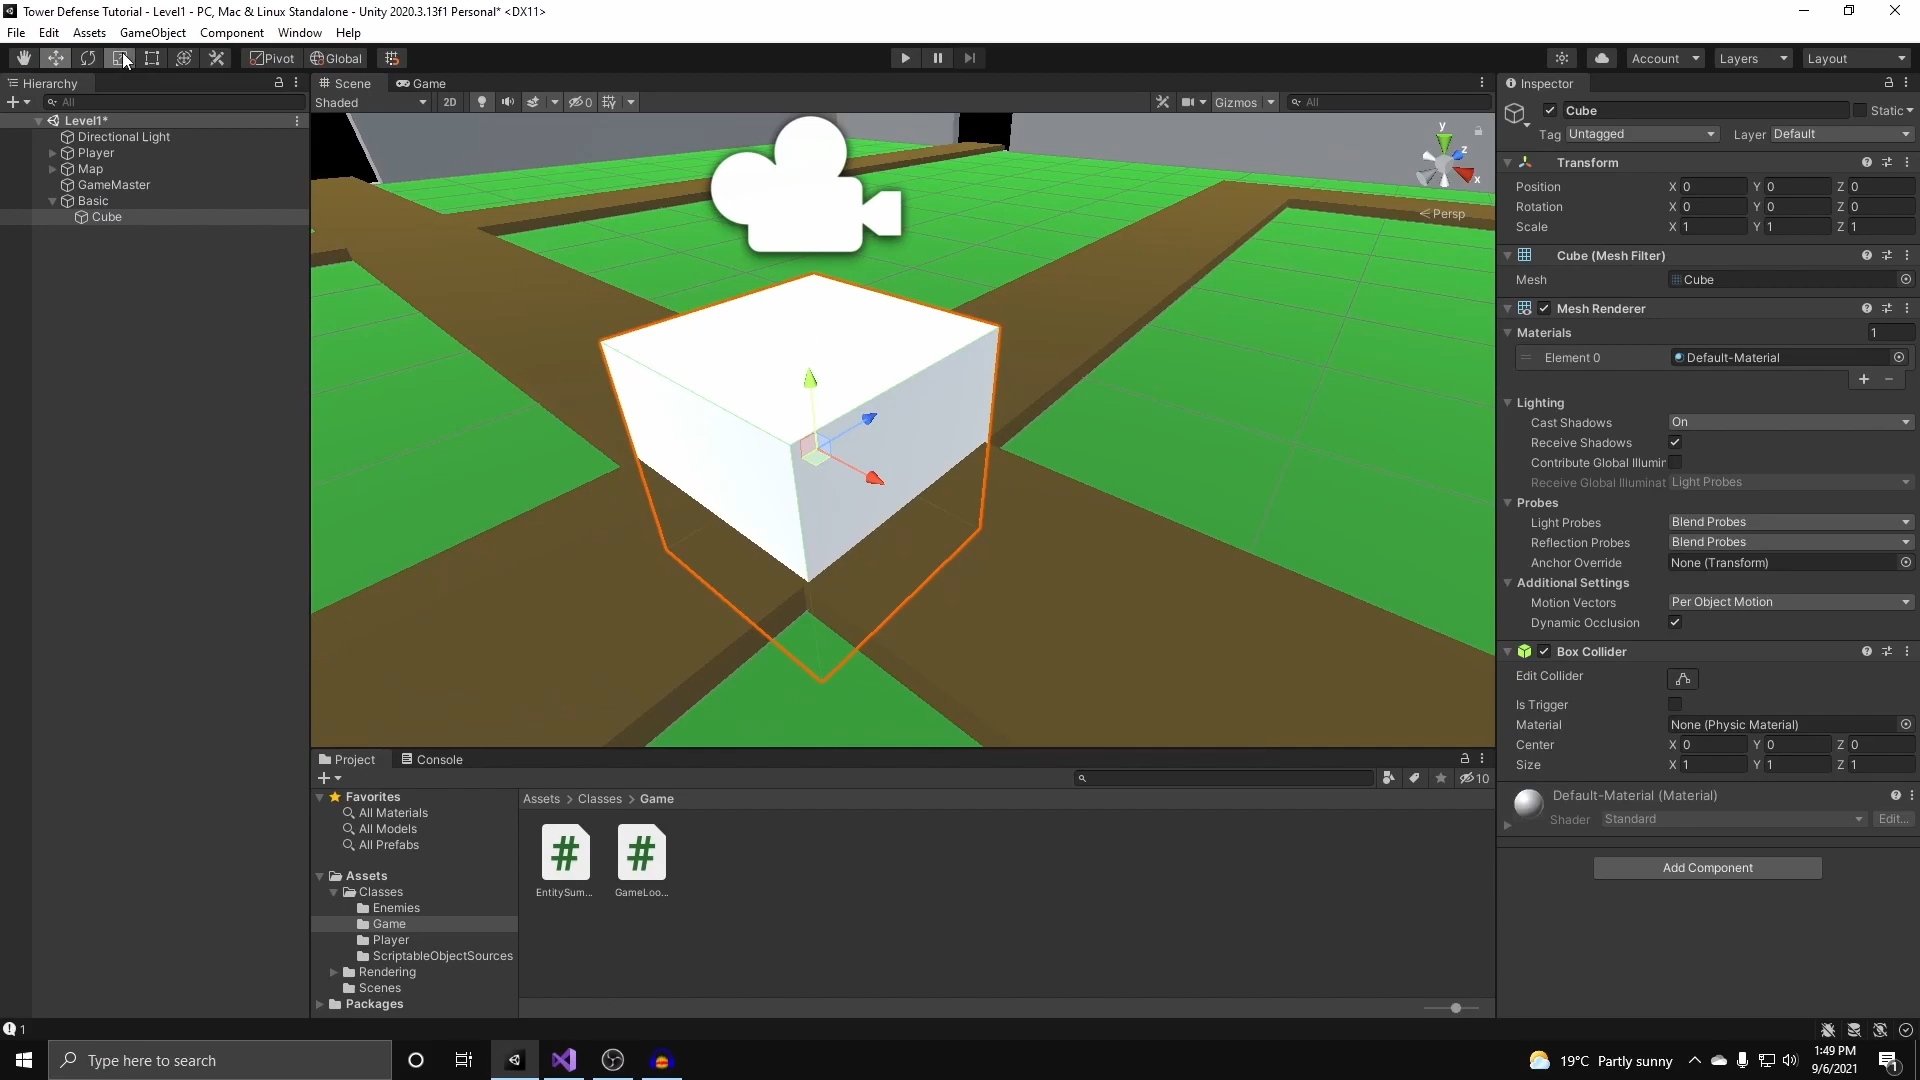 Tower Defense Tutorial - Level1 - PC, Mac & Linux Standalone - Unity 2020.3.13f1 Personal* <DX11>
File Edit Assets GameObject Component Window Help
Pivot Global Account Layers Layout
Hierarchy
All
Level1*
Directional Light
Player
Map
GameMaster
Basic
Cube
Scene Game
Shaded 2D 0 Gizmos All
y
z
x
< Persp
Inspector
Cube Static
Tag Untagged Layer Default
Transform
Position X 0 Y 0 Z 0
Rotation X 0 Y 0 Z 0
Scale X 1 Y 1 Z 1
Cube (Mesh Filter)
Mesh Cube
Mesh Renderer
Materials 1
Element 0 Default-Material
Lighting
Cast Shadows On
Receive Shadows
Contribute Global Illumir
Receive Global Illuminat Light Probes
Probes
Light Probes Blend Probes
Reflection Probes Blend Probes
Anchor Override None (Transform)
Additional Settings
Motion Vectors Per Object Motion
Dynamic Occlusion
Box Collider
Edit Collider
Is Trigger
Material None (Physic Material)
Center X 0 Y 0 Z 0
Size X 1 Y 1 Z 1
Default-Material (Material)
Shader Standard Edit...
Add Component
Project Console
10
Favorites
All Materials
All Models
All Prefabs
Assets
Classes
Enemies
Game
Player
ScriptableObjectSources
Rendering
Scenes
Packages
Assets > Classes > Game
EntitySum... GameLoo...
1
Type here to search
19°C Partly sunny
1:49 PM
9/6/2021
1